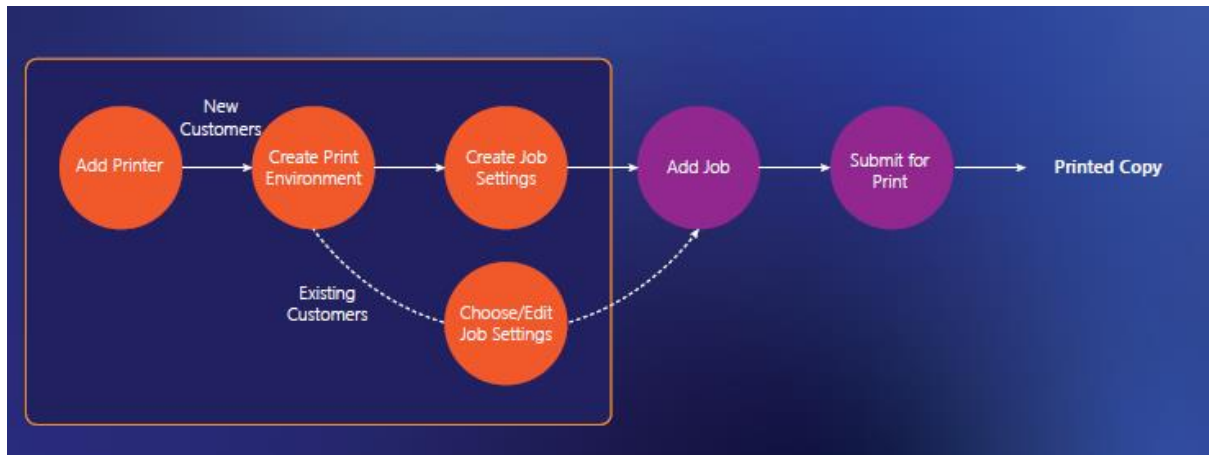 New
Customers
Add Printer
Create Print
Environment
Create Job
Settings
Add Job
Submit for
Print
Printed Copy
Existing
Customers
Choose/Edit
Job Settings